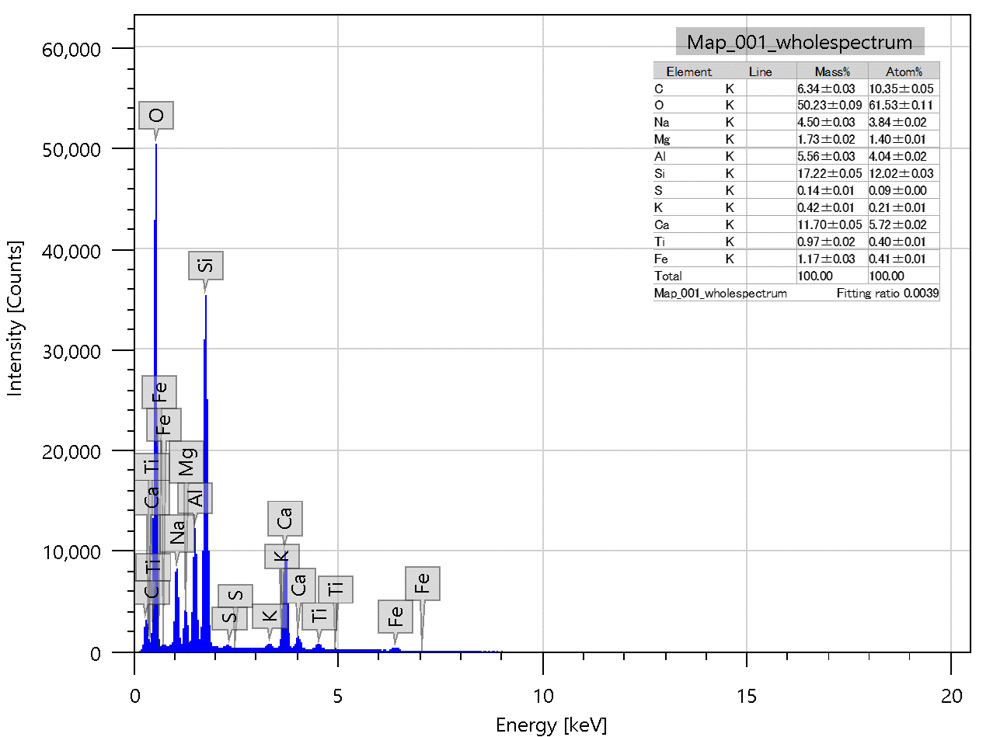 Map_001_wholespectrum
Element Line Mass% Atom%
C K 6.34±0.03 10.35±0.05
O K 50.23±0.09 61.53±0.11
Na K 4.50±0.03 3.84±0.02
Mg K 1.73±0.02 1.40±0.01
Al K 5.56±0.03 4.04±0.02
Si K 17.22±0.05 12.02±0.03
S K 0.14±0.01 0.09±0.00
K K 0.42±0.01 0.21±0.01
Ca K 11.70±0.05 5.72±0.02
Ti K 0.97±0.02 0.40±0.01
Fe K 1.17±0.03 0.41±0.01
Total 100.00 100.00
Map_001_wholespectrum Fitting ratio 0.0039
Intensity [Counts]
60,000
50,000
40,000
30,000
20,000
10,000
0
O
Si
Fe
Fe
Ti
Mg
Ca
Al
Na
Ti
C
S
S
K
Ca
K
Ca
Ti
Ti
Fe
Fe
0 5 10 15 20
Energy [keV]